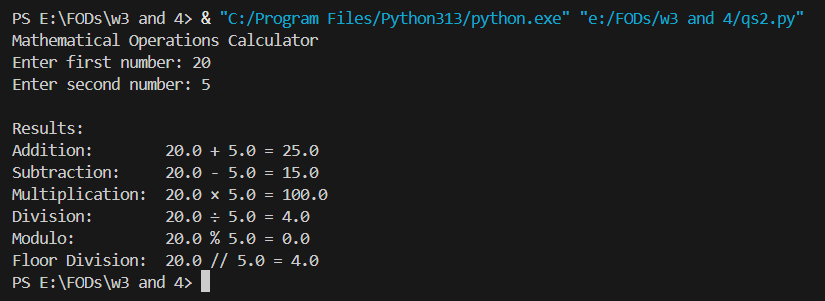 PS E:\FODs\w3 and 4> & "C:/Program Files/Python313/python.exe" "e:/FODs/w3 and 4/qs2.py"
Mathematical Operations Calculator
Enter first number: 20
Enter second number: 5

Results:
Addition:        20.0 + 5.0 = 25.0
Subtraction:     20.0 - 5.0 = 15.0
Multiplication:  20.0 × 5.0 = 100.0
Division:        20.0 ÷ 5.0 = 4.0
Modulo:          20.0 % 5.0 = 0.0
Floor Division:  20.0 // 5.0 = 4.0
PS E:\FODs\w3 and 4>